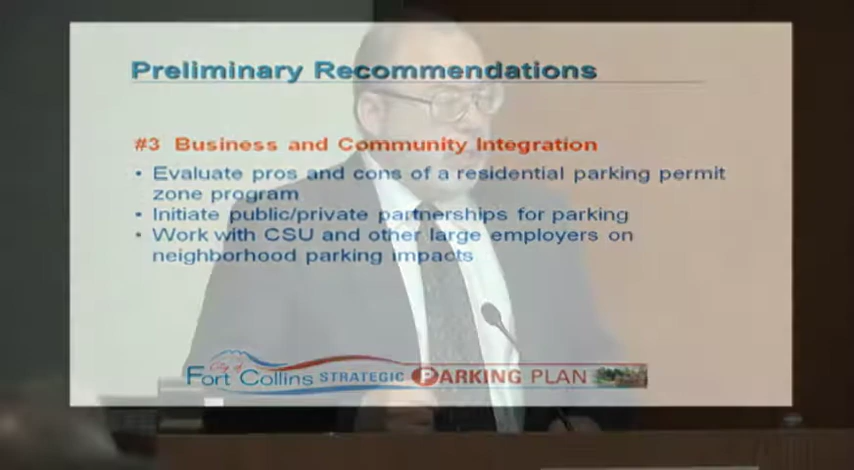 Preliminary Recommendations
#3 Business and Community Integration
• Evaluate pros and cons of a residential parking permit
zone program
• Initiate public/private partnerships for parking
• Work with CSU and other large employers on
neighborhood parking impacts
City of
Fort Collins STRATEGIC PARKING PLAN